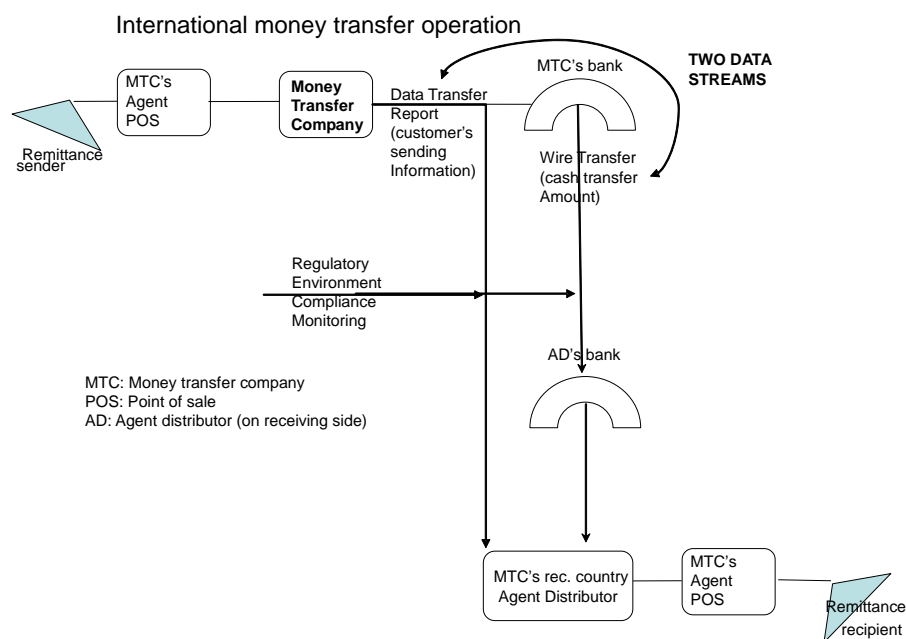 International money transfer operation
MTC's
Agent
POS
Money
Transfer
Company
Data Transfer
Report
(customer's
sending
Information)
MTC's bank
TWO DATA
STREAMS
Remittance
sender
Wire Transfer
(cash transfer
Amount)
Regulatory
Environment
Compliance
Monitoring
AD's bank
MTC: Money transfer company
POS: Point of sale
AD: Agent distributor (on receiving side)
MTC's rec. country
Agent Distributor
MTC's
Agent
POS
Remittance
recipient